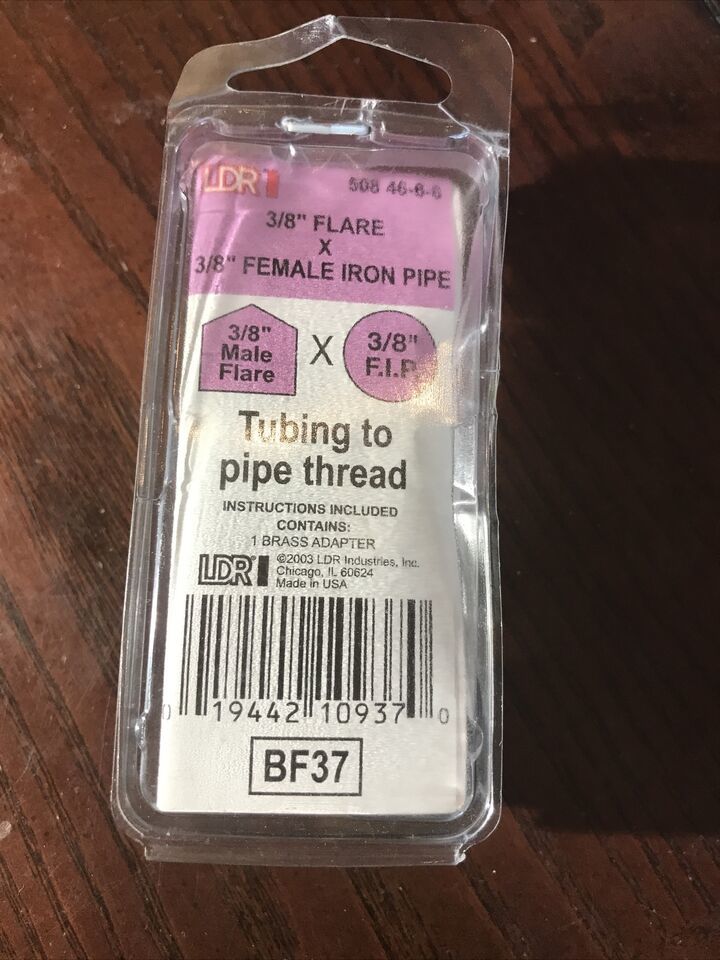 LDR 508 46-6-6
3/8" FLARE
X
3/8" FEMALE IRON PIPE
3/8"
Male
Flare
X
3/8"
F.I.P.
Tubing to
pipe thread
INSTRUCTIONS INCLUDED
CONTAINS:
1 BRASS ADAPTER
LDR ©2003 LDR Industries, Inc.
Chicago, IL 60624
Made in USA
0 19442 10937 0
BF37